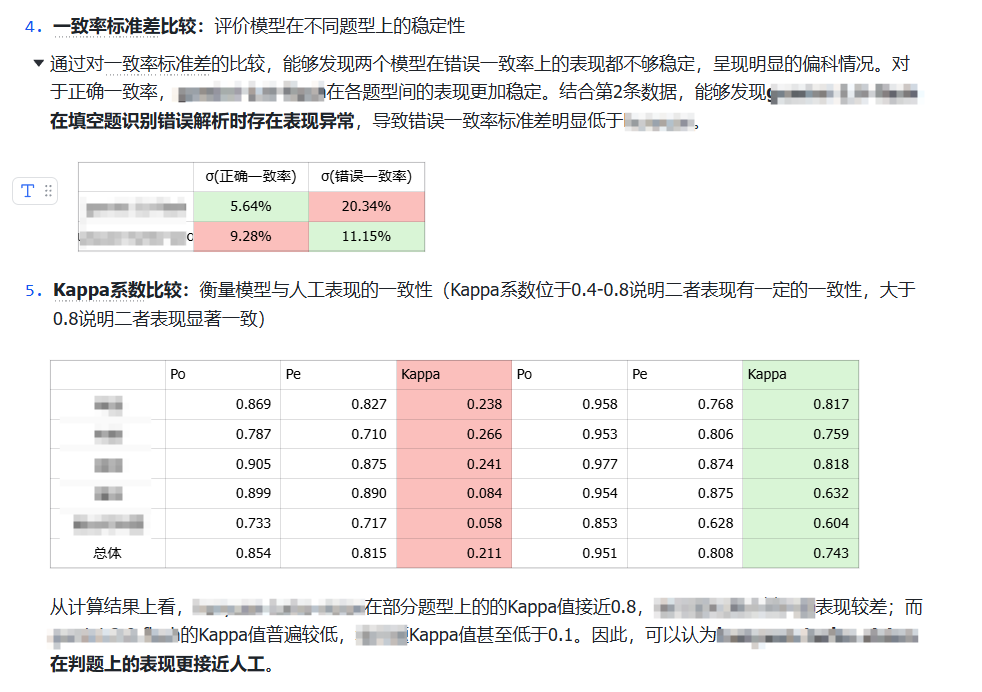 4. 一致率标准差比较：评价模型在不同题型上的稳定性
通过对一致率标准差的比较，能够发现两个模型在错误一致率上的表现都不够稳定，呈现明显的偏科情况。对
于正确一致率，在各题型间的表现更加稳定。结合第2条数据，能够发现
在填空题识别错误解析时存在表现异常，导致错误一致率标准差明显低于。
T
σ(正确一致率) σ(错误一致率)
5.64% 20.34%
9.28% 11.15%
5. Kappa系数比较：衡量模型与人工表现的一致性（Kappa系数位于0.4-0.8说明二者表现有一定的一致性，大于
0.8说明二者表现显著一致）
Po Pe Kappa Po Pe Kappa
0.869 0.827 0.238 0.958 0.768 0.817
0.787 0.710 0.266 0.953 0.806 0.759
0.905 0.875 0.241 0.977 0.874 0.818
0.899 0.890 0.084 0.954 0.875 0.632
0.733 0.717 0.058 0.853 0.628 0.604
总体 0.854 0.815 0.211 0.951 0.808 0.743
从计算结果上看，在部分题型上的的Kappa值接近0.8，表现较差；而
的Kappa值普遍较低，Kappa值甚至低于0.1。因此，可以认为
在判题上的表现更接近人工。